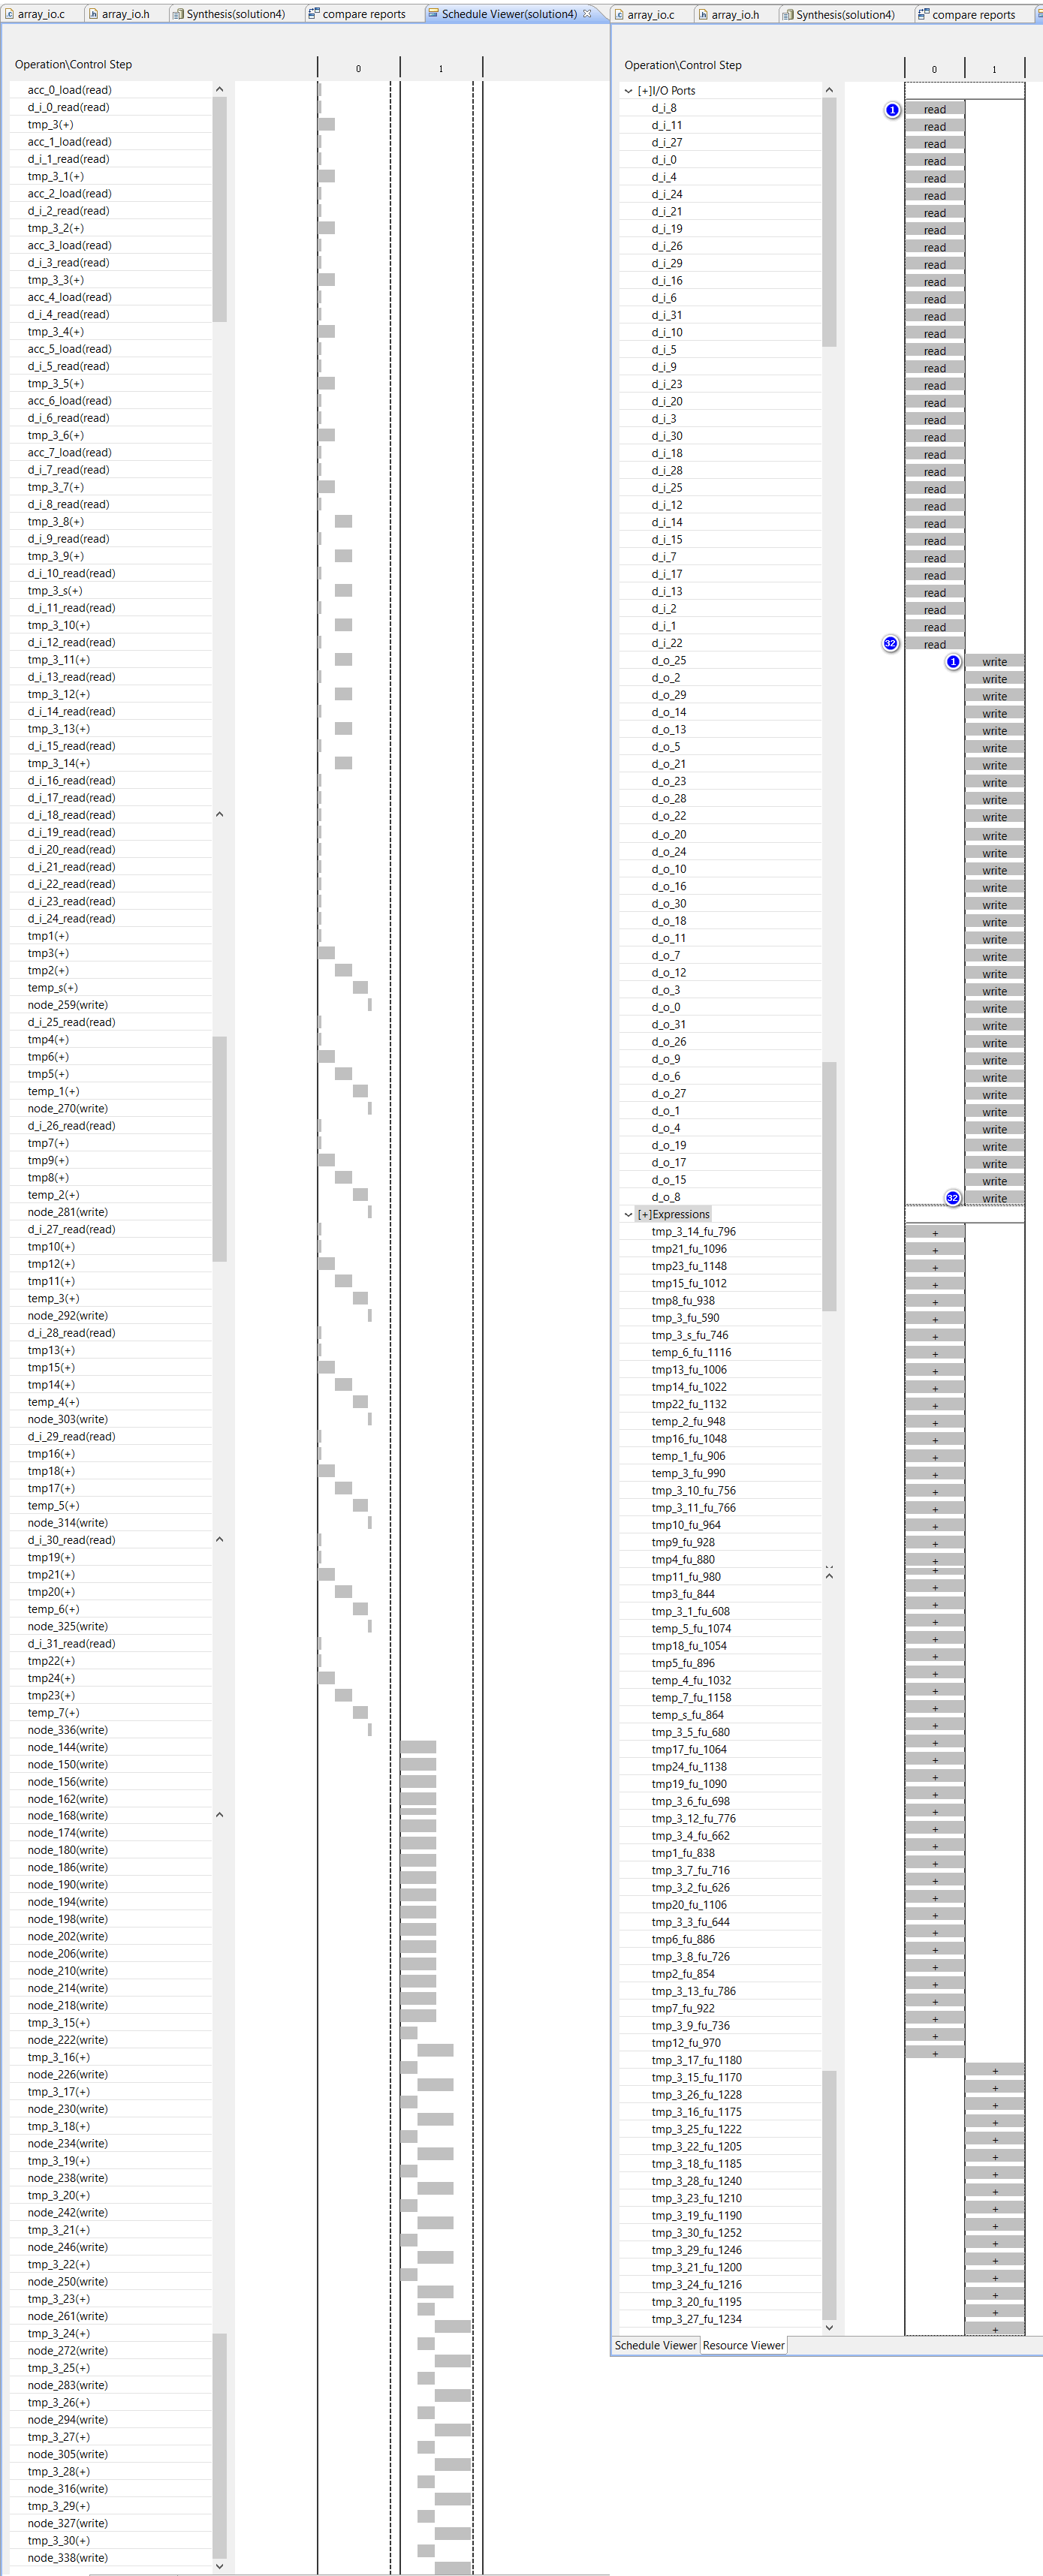 array_io.c array_io.h Synthesis(solution4) compare reports Schedule Viewer(solution4)
Operation\Control Step 0 1
acc_0_load(read)
d_i_0_read(read)
tmp_3(+)
acc_1_load(read)
d_i_1_read(read)
tmp_3_1(+)
acc_2_load(read)
d_i_2_read(read)
tmp_3_2(+)
acc_3_load(read)
d_i_3_read(read)
tmp_3_3(+)
acc_4_load(read)
d_i_4_read(read)
tmp_3_4(+)
acc_5_load(read)
d_i_5_read(read)
tmp_3_5(+)
acc_6_load(read)
d_i_6_read(read)
tmp_3_6(+)
acc_7_load(read)
d_i_7_read(read)
tmp_3_7(+)
d_i_8_read(read)
tmp_3_8(+)
d_i_9_read(read)
tmp_3_9(+)
d_i_10_read(read)
tmp_3_s(+)
d_i_11_read(read)
tmp_3_10(+)
d_i_12_read(read)
tmp_3_11(+)
d_i_13_read(read)
tmp_3_12(+)
d_i_14_read(read)
tmp_3_13(+)
d_i_15_read(read)
tmp_3_14(+)
d_i_16_read(read)
d_i_17_read(read)
d_i_18_read(read)
d_i_19_read(read)
d_i_20_read(read)
d_i_21_read(read)
d_i_22_read(read)
d_i_23_read(read)
d_i_24_read(read)
tmp1(+)
tmp3(+)
tmp2(+)
temp_s(+)
node_259(write)
d_i_25_read(read)
tmp4(+)
tmp6(+)
tmp5(+)
temp_1(+)
node_270(write)
d_i_26_read(read)
tmp7(+)
tmp9(+)
tmp8(+)
temp_2(+)
node_281(write)
d_i_27_read(read)
tmp10(+)
tmp12(+)
tmp11(+)
temp_3(+)
node_292(write)
d_i_28_read(read)
tmp13(+)
tmp15(+)
tmp14(+)
temp_4(+)
node_303(write)
d_i_29_read(read)
tmp16(+)
tmp18(+)
tmp17(+)
temp_5(+)
node_314(write)
d_i_30_read(read)
tmp19(+)
tmp21(+)
tmp20(+)
temp_6(+)
node_325(write)
d_i_31_read(read)
tmp22(+)
tmp24(+)
tmp23(+)
temp_7(+)
node_336(write)
node_144(write)
node_150(write)
node_156(write)
node_162(write)
node_168(write)
node_174(write)
node_180(write)
node_186(write)
node_190(write)
node_194(write)
node_198(write)
node_202(write)
node_206(write)
node_210(write)
node_214(write)
node_218(write)
tmp_3_15(+)
node_222(write)
tmp_3_16(+)
node_226(write)
tmp_3_17(+)
node_230(write)
tmp_3_18(+)
node_234(write)
tmp_3_19(+)
node_238(write)
tmp_3_20(+)
node_242(write)
tmp_3_21(+)
node_246(write)
tmp_3_22(+)
node_250(write)
tmp_3_23(+)
node_261(write)
tmp_3_24(+)
node_272(write)
tmp_3_25(+)
node_283(write)
tmp_3_26(+)
node_294(write)
tmp_3_27(+)
node_305(write)
tmp_3_28(+)
node_316(write)
tmp_3_29(+)
node_327(write)
tmp_3_30(+)
node_338(write)
array_io.c array_io.h Synthesis(solution4) compare reports
Operation\Control Step 0 1
[+]I/O Ports
d_i_8 1 read
d_i_11 read
d_i_27 read
d_i_0 read
d_i_4 read
d_i_24 read
d_i_21 read
d_i_19 read
d_i_26 read
d_i_29 read
d_i_16 read
d_i_6 read
d_i_31 read
d_i_10 read
d_i_5 read
d_i_9 read
d_i_23 read
d_i_20 read
d_i_3 read
d_i_30 read
d_i_18 read
d_i_28 read
d_i_25 read
d_i_12 read
d_i_14 read
d_i_15 read
d_i_7 read
d_i_17 read
d_i_13 read
d_i_2 read
d_i_1 read
d_i_22 32 read
d_o_25 1 write
d_o_2 write
d_o_29 write
d_o_14 write
d_o_13 write
d_o_5 write
d_o_21 write
d_o_23 write
d_o_28 write
d_o_22 write
d_o_20 write
d_o_24 write
d_o_10 write
d_o_16 write
d_o_30 write
d_o_18 write
d_o_11 write
d_o_7 write
d_o_12 write
d_o_3 write
d_o_0 write
d_o_31 write
d_o_26 write
d_o_9 write
d_o_6 write
d_o_27 write
d_o_1 write
d_o_4 write
d_o_19 write
d_o_17 write
d_o_15 write
d_o_8 32 write
[+]Expressions
tmp_3_14_fu_796 +
tmp21_fu_1096 +
tmp23_fu_1148 +
tmp15_fu_1012 +
tmp8_fu_938 +
tmp_3_fu_590 +
tmp_3_s_fu_746 +
temp_6_fu_1116 +
tmp13_fu_1006 +
tmp14_fu_1022 +
tmp22_fu_1132 +
temp_2_fu_948 +
tmp16_fu_1048 +
temp_1_fu_906 +
temp_3_fu_990 +
tmp_3_10_fu_756 +
tmp_3_11_fu_766 +
tmp10_fu_964 +
tmp9_fu_928 +
tmp4_fu_880 +
tmp11_fu_980 +
tmp3_fu_844 +
tmp_3_1_fu_608 +
temp_5_fu_1074 +
tmp18_fu_1054 +
tmp5_fu_896 +
temp_4_fu_1032 +
temp_7_fu_1158 +
temp_s_fu_864 +
tmp_3_5_fu_680 +
tmp17_fu_1064 +
tmp24_fu_1138 +
tmp19_fu_1090 +
tmp_3_6_fu_698 +
tmp_3_12_fu_776 +
tmp_3_4_fu_662 +
tmp1_fu_838 +
tmp_3_7_fu_716 +
tmp_3_2_fu_626 +
tmp20_fu_1106 +
tmp_3_3_fu_644 +
tmp6_fu_886 +
tmp_3_8_fu_726 +
tmp2_fu_854 +
tmp_3_13_fu_786 +
tmp7_fu_922 +
tmp_3_9_fu_736 +
tmp12_fu_970 +
tmp_3_17_fu_1180 +
tmp_3_15_fu_1170 +
tmp_3_26_fu_1228 +
tmp_3_16_fu_1175 +
tmp_3_25_fu_1222 +
tmp_3_22_fu_1205 +
tmp_3_18_fu_1185 +
tmp_3_28_fu_1240 +
tmp_3_23_fu_1210 +
tmp_3_19_fu_1190 +
tmp_3_30_fu_1252 +
tmp_3_29_fu_1246 +
tmp_3_21_fu_1200 +
tmp_3_24_fu_1216 +
tmp_3_20_fu_1195 +
tmp_3_27_fu_1234 +
Schedule Viewer Resource Viewer